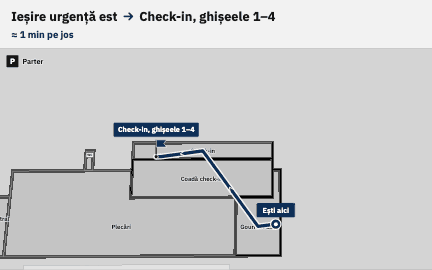 Ieșire urgență est → Check-in, ghișeele 1–4
≈ 1 min pe jos
P Parter
Check-in, ghișeele 1–4
Coadă check-
Ești aici
Plecări